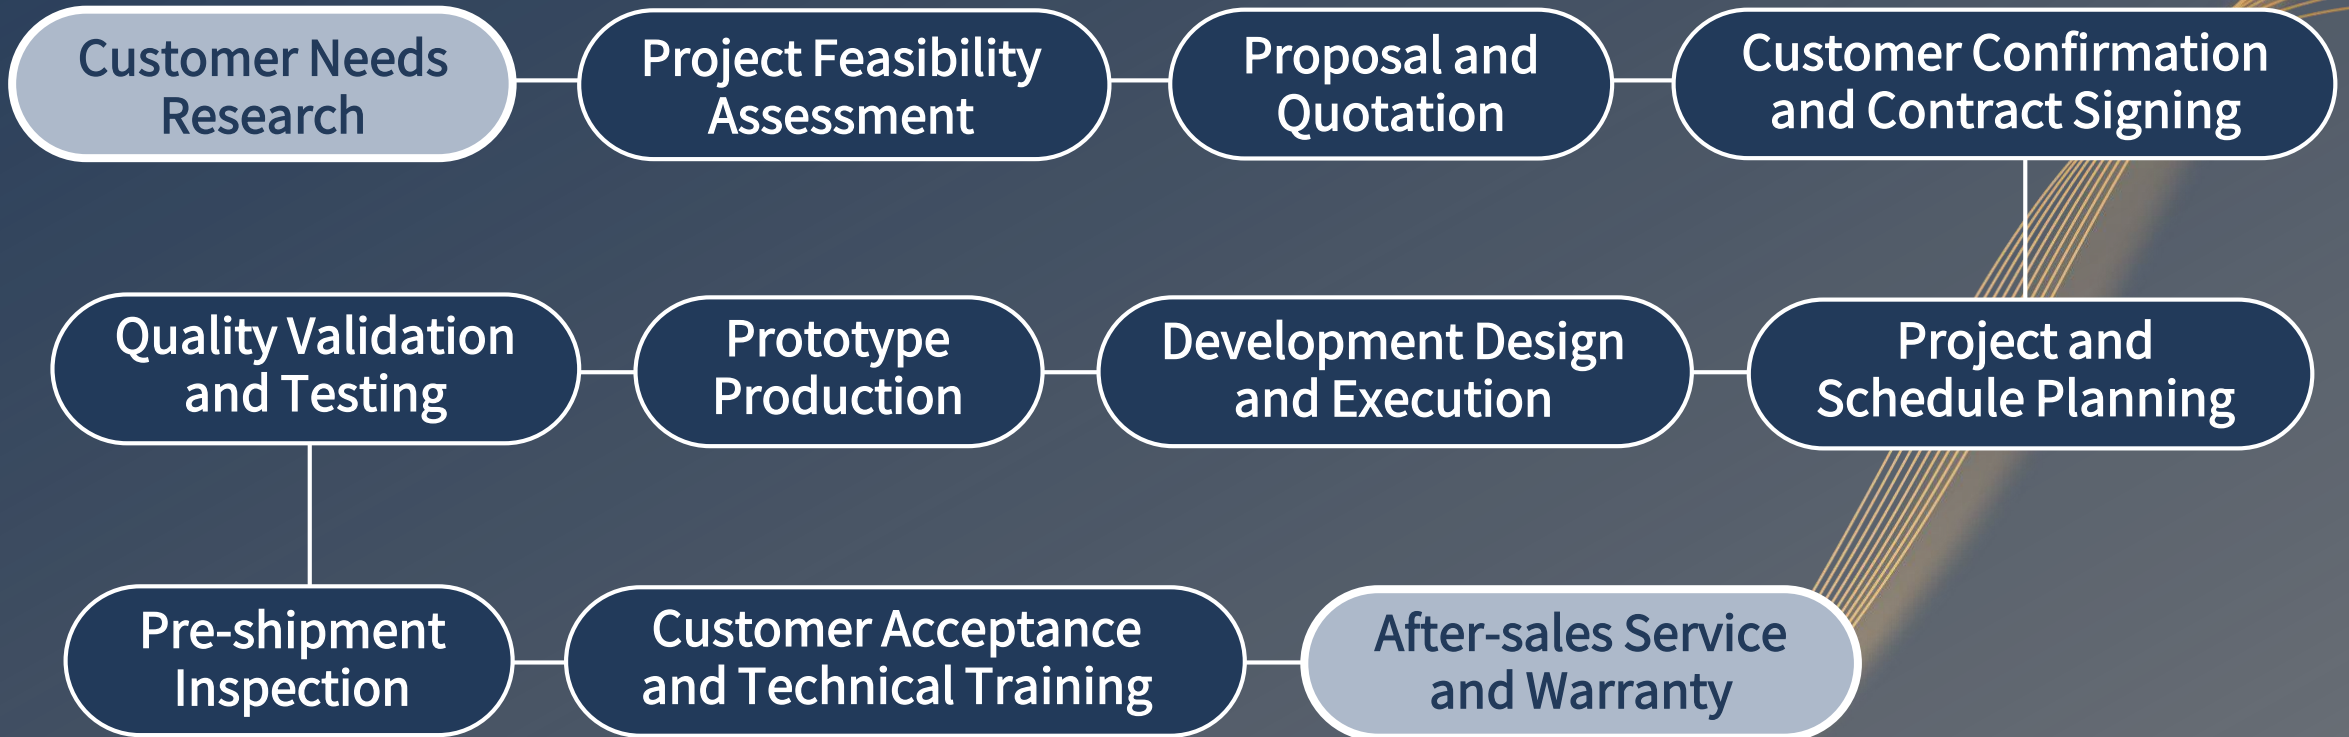 Customer Needs
Research
Project Feasibility
Assessment
Proposal and
Quotation
Customer Confirmation
and Contract Signing
Quality Validation
and Testing
Prototype
Production
Development Design
and Execution
Project and
Schedule Planning
Pre-shipment
Inspection
Customer Acceptance
and Technical Training
After-sales Service
and Warranty